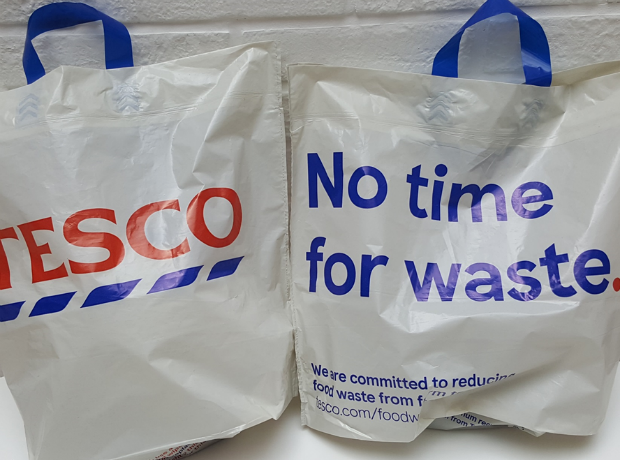 TESCO
No time
for waste.
We are committed to reducing
food waste from
tesco.com/foodw